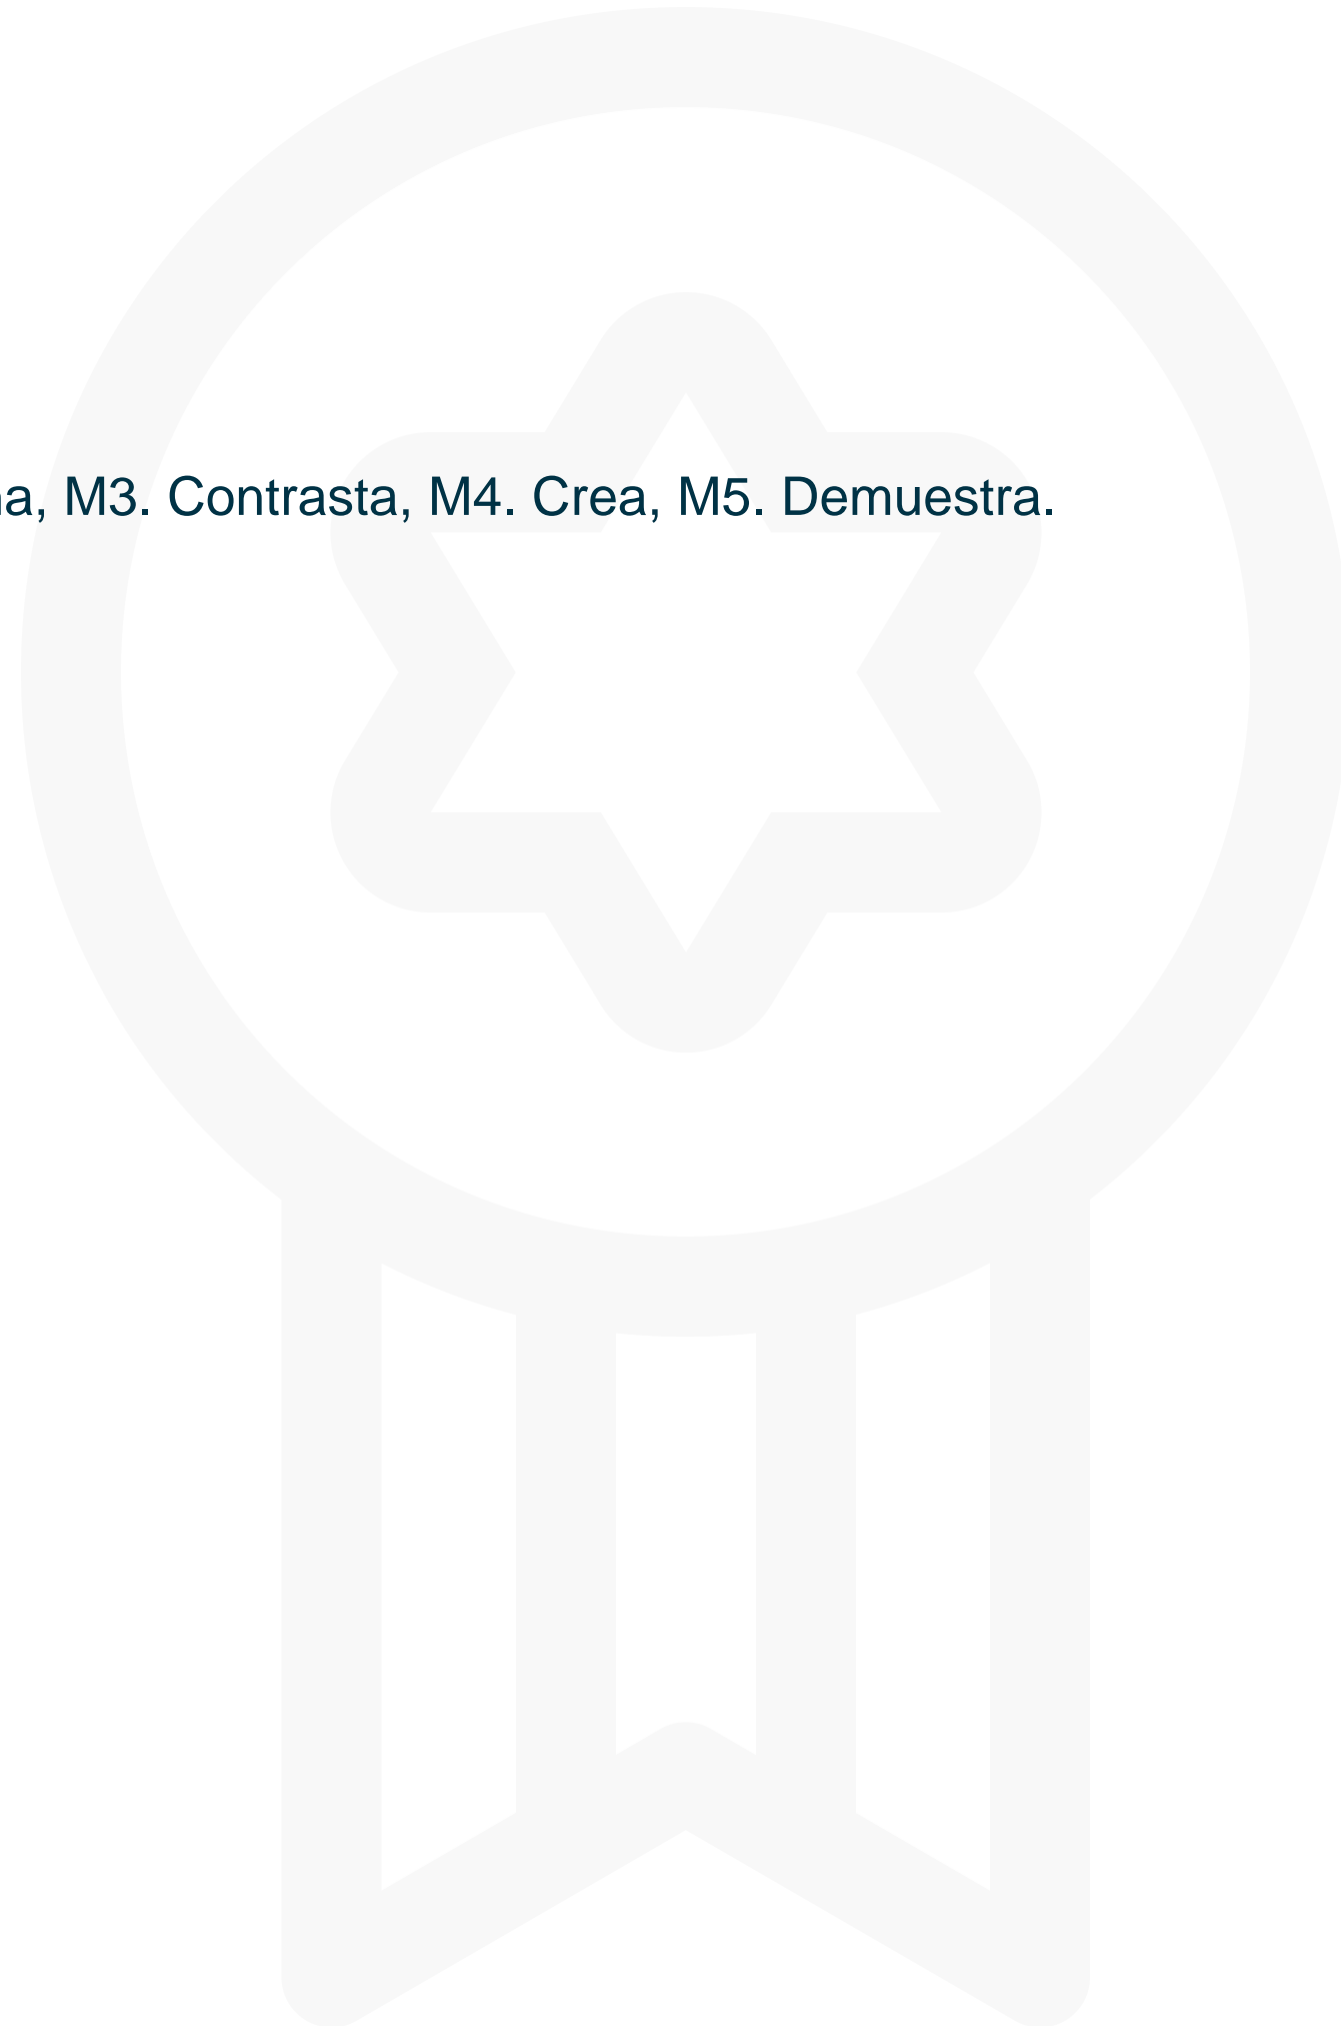 a, M3. Contrasta, M4. Crea, M5. Demuestra.